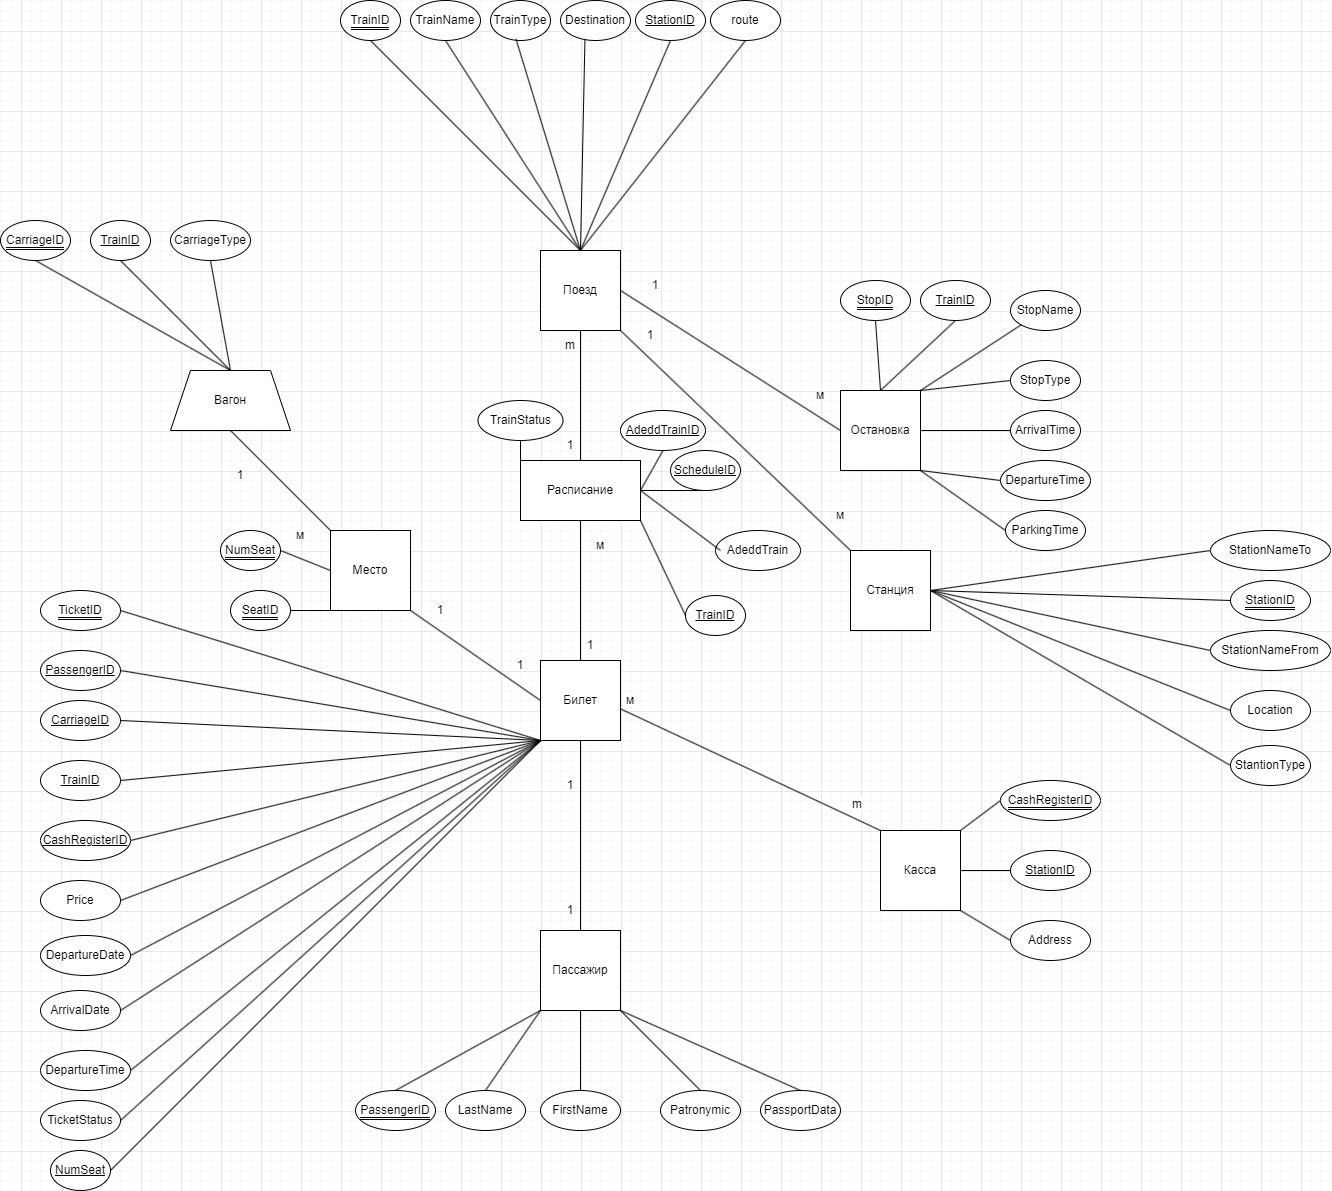 TrainID
TrainName
TrainType
Destination
StationID
route
CarriageID
TrainID
CarriageType
Поезд
1
StopID
TrainID
StopName
1
m
StopType
Вагон
м
TrainStatus
AdeddTrainID
Остановка
ArrivalTime
1
ScheduleID
1
DepartureTime
Расписание
м
м
ParkingTime
NumSeat
Место
м
AdeddTrain
StationNameTo
Станция
StationID
TicketID
SeatID
1
TrainID
1
StationNameFrom
PassengerID
1
CarriageID
Билет
м
Location
TrainID
1
StantionType
m
CashRegisterID
CashRegisterID
Касса
StationID
Price
1
DepartureDate
Address
Пассажир
ArrivalDate
DepartureTime
TicketStatus
PassengerID
LastName
FirstName
Patronymic
PassportData
NumSeat